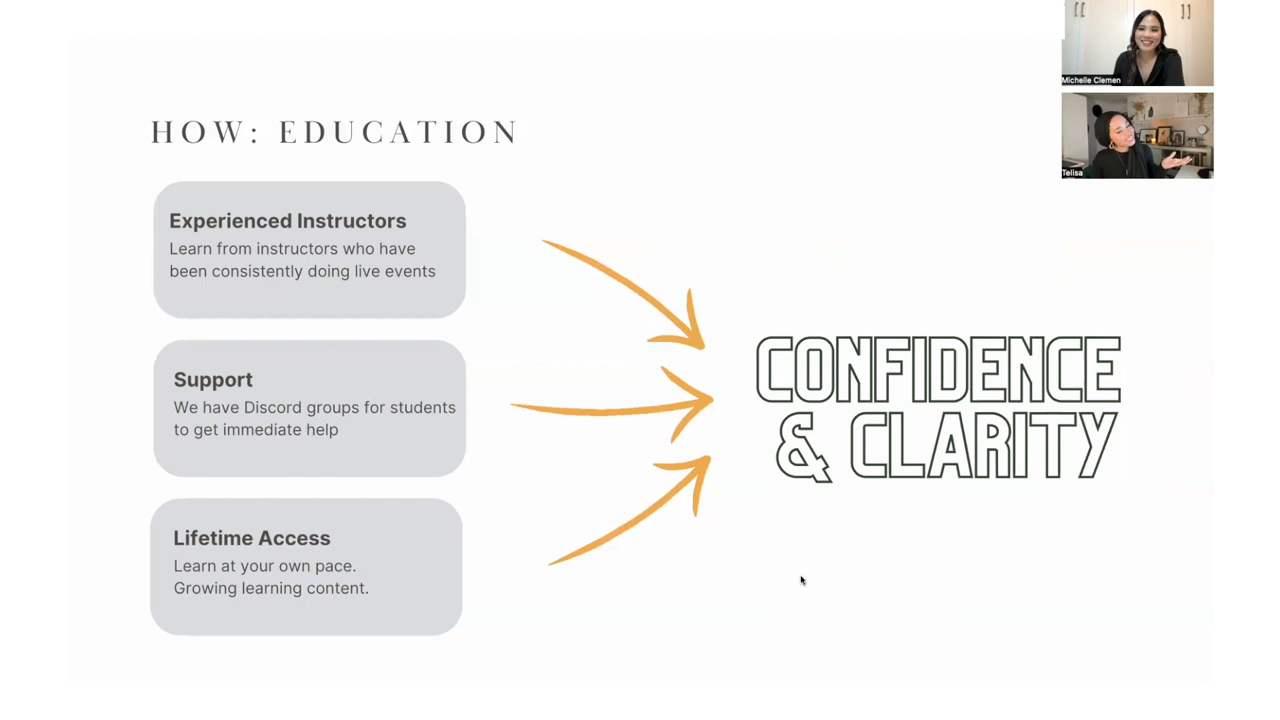 HOW: EDUCATION
Experienced Instructors
Learn from instructors who have
been consistently doing live events
Support
We have Discord groups for students
to get immediate help
Lifetime Access
Learn at your own pace.
Growing learning content.
CONFIDENCE
& CLARITY
Michelle Clemen
Telisa